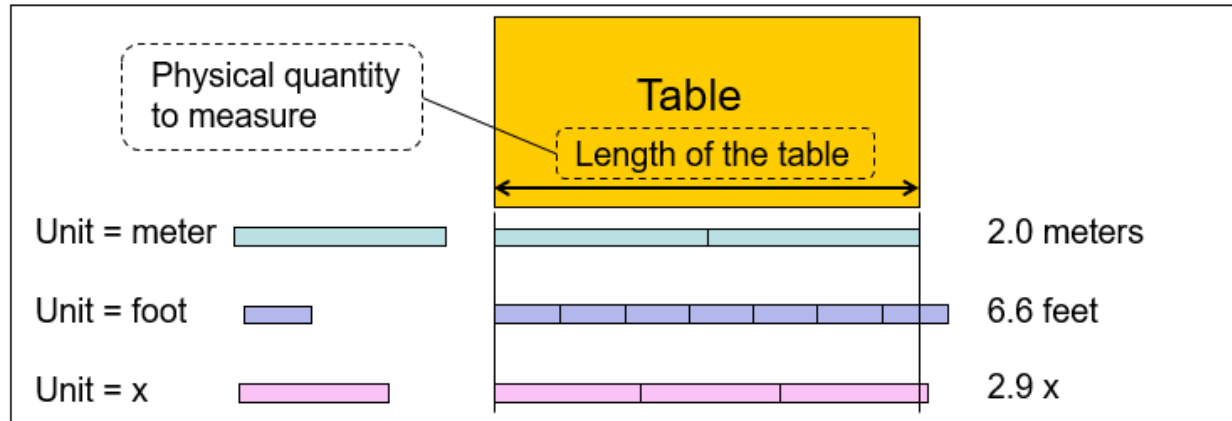 Physical quantity
to measure
Table
Length of the table
Unit = meter
2.0 meters
Unit = foot
6.6 feet
Unit = x
2.9 x